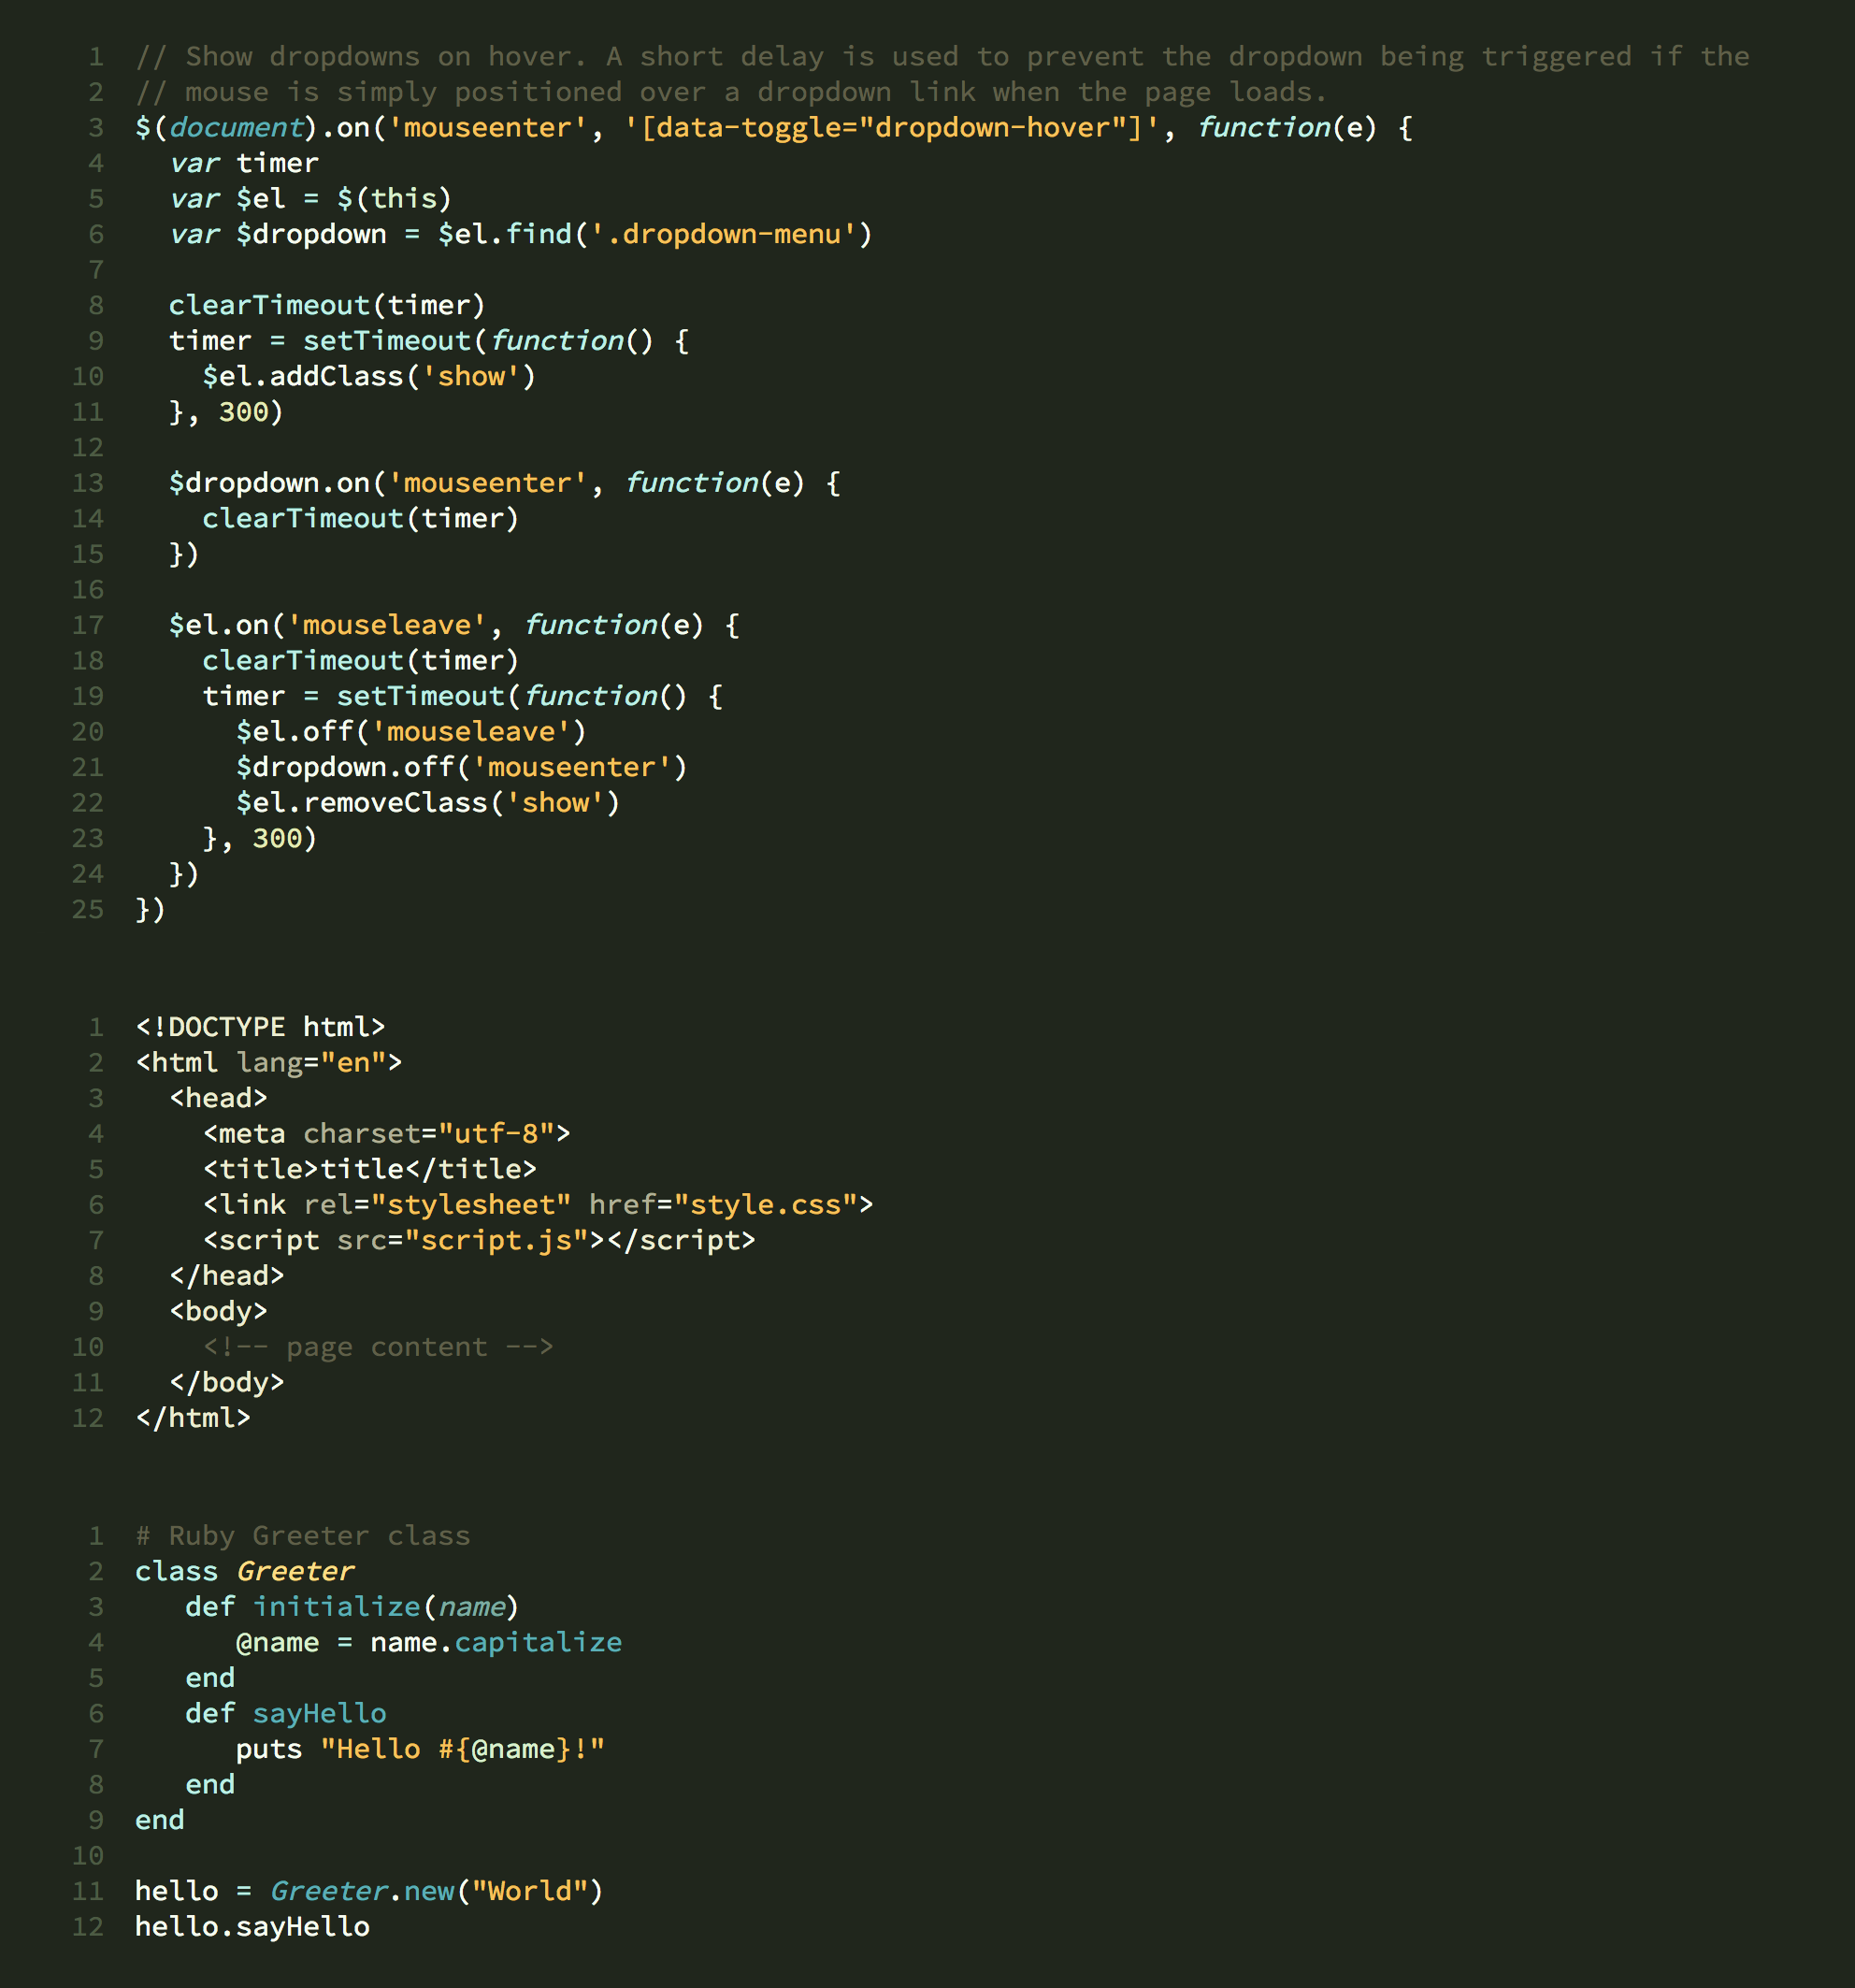 1 // Show dropdowns on hover. A short delay is used to prevent the dropdown being triggered if the
2 // mouse is simply positioned over a dropdown link when the page loads.
3 $(document).on('mouseenter', '[data-toggle="dropdown-hover"]', function(e) {
4   var timer
5   var $el = $(this)
6   var $dropdown = $el.find('.dropdown-menu')
7
8   clearTimeout(timer)
9   timer = setTimeout(function() {
10     $el.addClass('show')
11   }, 300)
12
13   $dropdown.on('mouseenter', function(e) {
14     clearTimeout(timer)
15   })
16
17   $el.on('mouseleave', function(e) {
18     clearTimeout(timer)
19     timer = setTimeout(function() {
20       $el.off('mouseleave')
21       $dropdown.off('mouseenter')
22       $el.removeClass('show')
23     }, 300)
24   })
25 })
1 <!DOCTYPE html>
2 <html lang="en">
3   <head>
4     <meta charset="utf-8">
5     <title>title</title>
6     <link rel="stylesheet" href="style.css">
7     <script src="script.js"></script>
8   </head>
9   <body>
10     <!-- page content -->
11   </body>
12 </html>
1 # Ruby Greeter class
2 class Greeter
3    def initialize(name)
4       @name = name.capitalize
5    end
6    def sayHello
7       puts "Hello #{@name}!"
8    end
9 end
10
11 hello = Greeter.new("World")
12 hello.sayHello